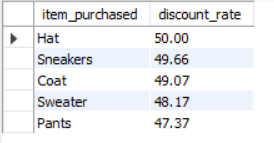 item_purchased discount_rate
Hat 50.00
Sneakers 49.66
Coat 49.07
Sweater 48.17
Pants 47.37